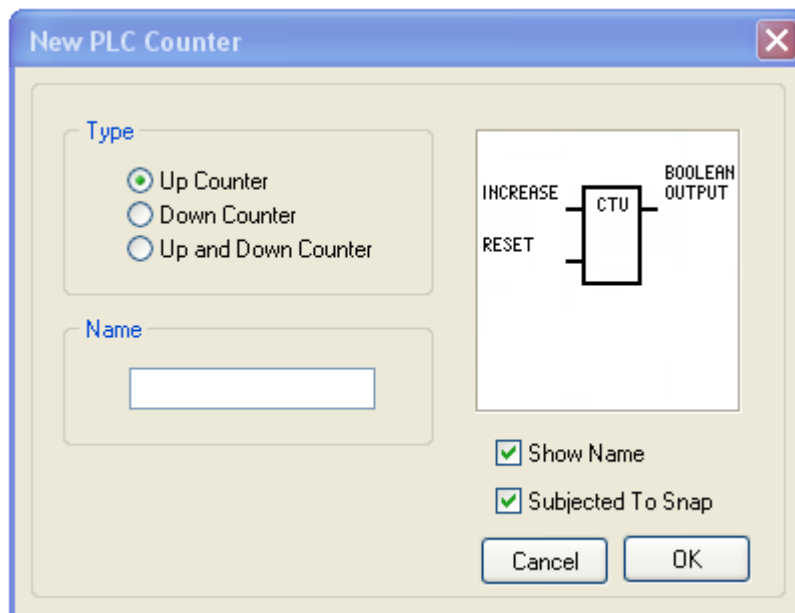 New PLC Counter
Type
Up Counter
Down Counter
Up and Down Counter
Name
INCREASE
RESET
CTU
BOOLEAN
OUTPUT
Show Name
Subjected To Snap
Cancel
OK